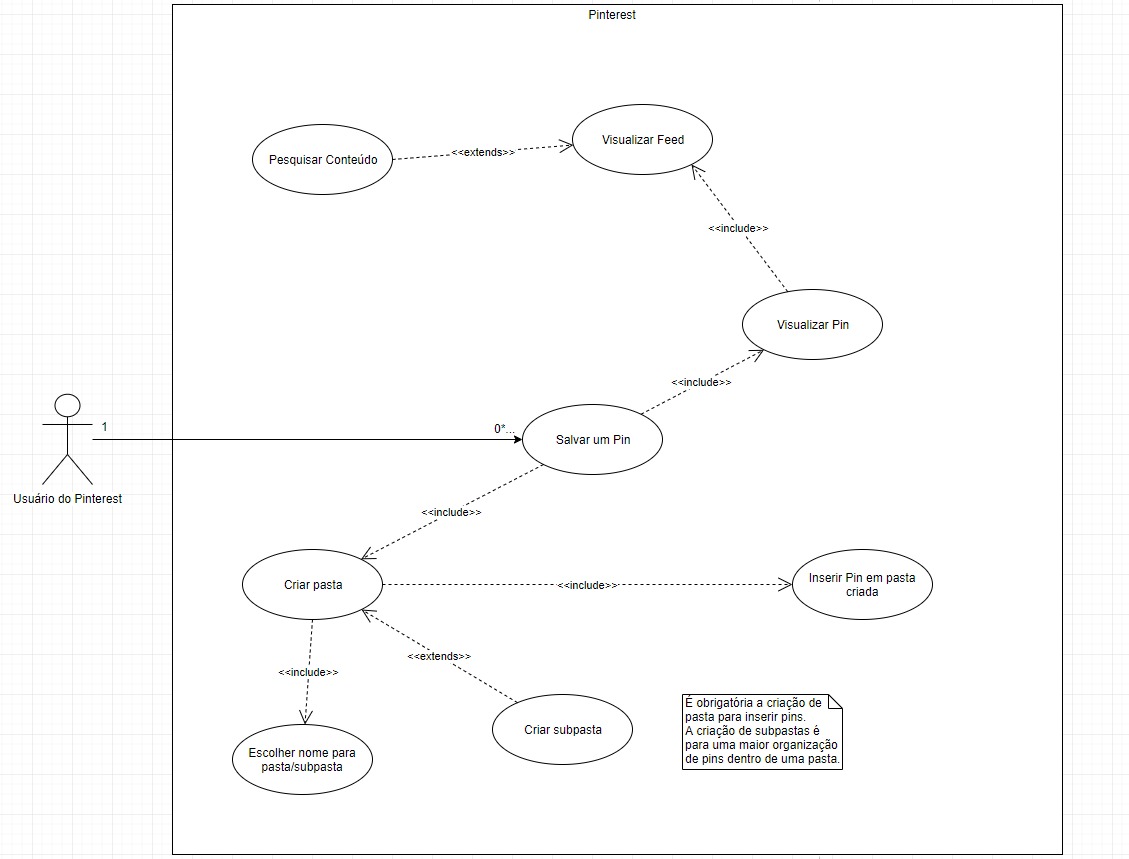 Pinterest
Visualizar Feed
Pesquisar Conteúdo
<<extends>>
<<include>>
Visualizar Pin
<<include>>
1
0*...
Salvar um Pin
Usuário do Pinterest
<<include>>
Criar pasta
<<include>>
Inserir Pin em pasta
criada
<<extends>>
<<include>>
Criar subpasta
É obrigatória a criação de
pasta para inserir pins.
A criação de subpastas é
para uma maior organização
de pins dentro de uma pasta.
Escolher nome para
pasta/subpasta